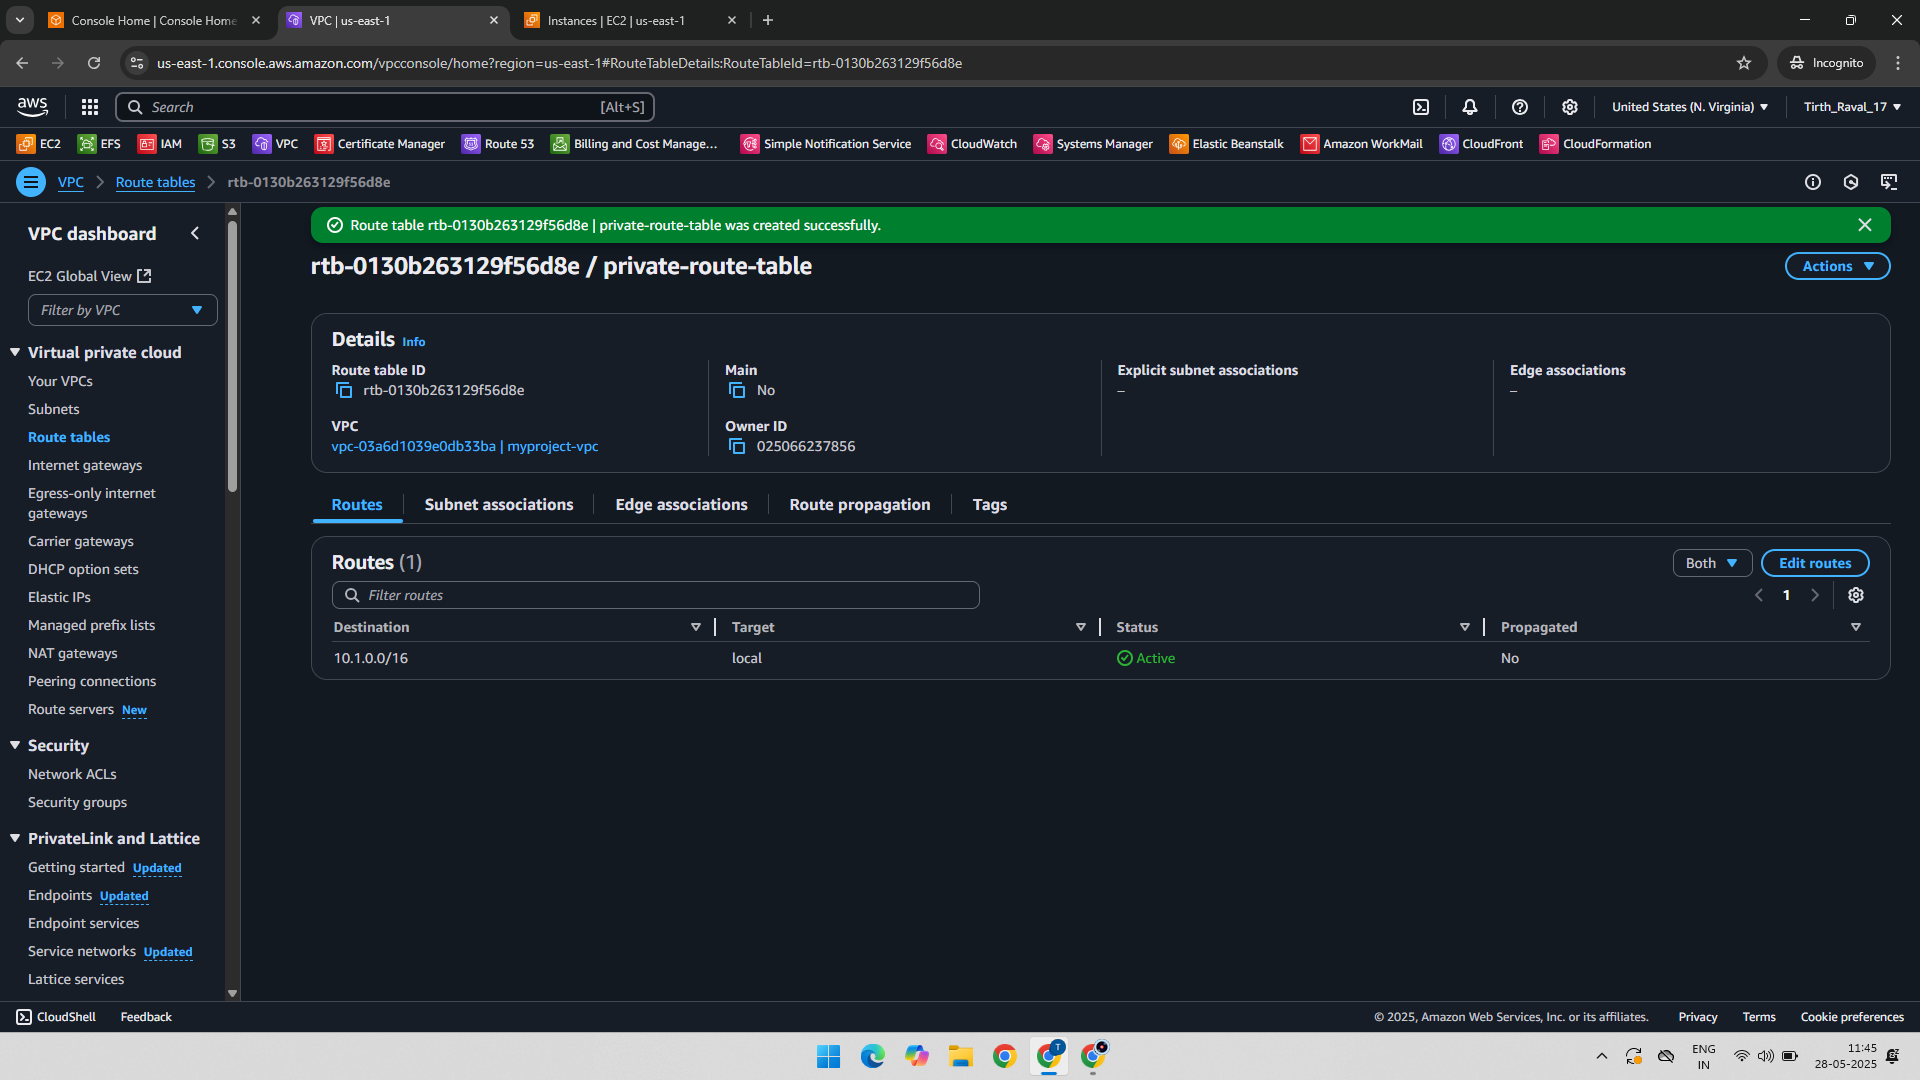 Console Home | Console Home
VPC | us-east-1
Instances | EC2 | us-east-1
us-east-1.console.aws.amazon.com/vpcconsole/home?region=us-east-1#RouteTableDetails:RouteTableId=rtb-0130b263129f56d8e
Incognito
aws
Search
[Alt+S]
United States (N. Virginia)
Tirth_Raval_17
EC2
EFS
IAM
S3
VPC
Certificate Manager
Route 53
Billing and Cost Manage...
Simple Notification Service
CloudWatch
Systems Manager
Elastic Beanstalk
Amazon WorkMail
CloudFront
CloudFormation
VPC
Route tables
rtb-0130b263129f56d8e
VPC dashboard
EC2 Global View
Filter by VPC
Virtual private cloud
Your VPCs
Subnets
Route tables
Internet gateways
Egress-only internet
gateways
Carrier gateways
DHCP option sets
Elastic IPs
Managed prefix lists
NAT gateways
Peering connections
Route servers New
Security
Network ACLs
Security groups
PrivateLink and Lattice
Getting started Updated
Endpoints Updated
Endpoint services
Service networks Updated
Lattice services
Route table rtb-0130b263129f56d8e | private-route-table was created successfully.
rtb-0130b263129f56d8e / private-route-table
Actions
Details Info
Route table ID
rtb-0130b263129f56d8e
Main
No
Explicit subnet associations
–
Edge associations
–
VPC
vpc-03a6d1039e0db33ba | myproject-vpc
Owner ID
025066237856
Routes
Subnet associations
Edge associations
Route propagation
Tags
Routes (1)
Both
Edit routes
Filter routes
1
Destination
Target
Status
Propagated
10.1.0.0/16
local
Active
No
CloudShell
Feedback
© 2025, Amazon Web Services, Inc. or its affiliates.
Privacy
Terms
Cookie preferences
T
ENG
IN
11:45
28-05-2025